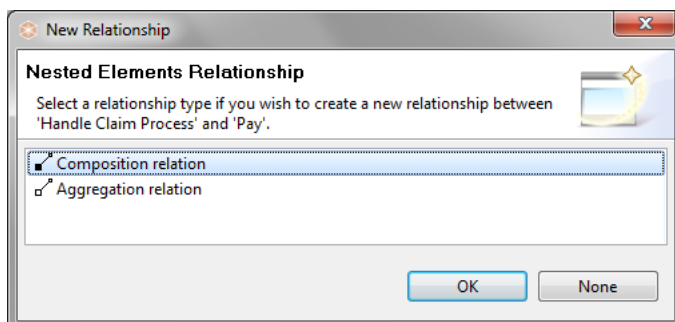 New Relationship
Nested Elements Relationship
Select a relationship type if you wish to create a new relationship between
'Handle Claim Process' and 'Pay'.
Composition relation
Aggregation relation
OK None